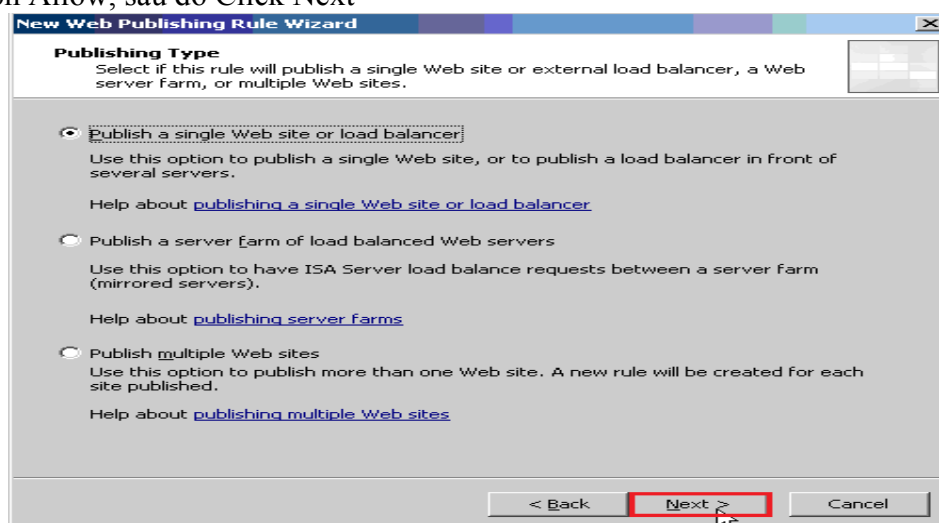 Allow, sau do Click Next
New Web Publishing Rule Wizard
Publishing Type
Select if this rule will publish a single Web site or external load balancer, a Web
server farm, or multiple Web sites.
Publish a single Web site or load balancer
Use this option to publish a single Web site, or to publish a load balancer in front of
several servers.
Help about publishing a single Web site or load balancer
Publish a server farm of load balanced Web servers
Use this option to have ISA Server load balance requests between a server farm
(mirrored servers).
Help about publishing server farms
Publish multiple Web sites
Use this option to publish more than one Web site. A new rule will be created for each
site published.
Help about publishing multiple Web sites
< Back Next > Cancel